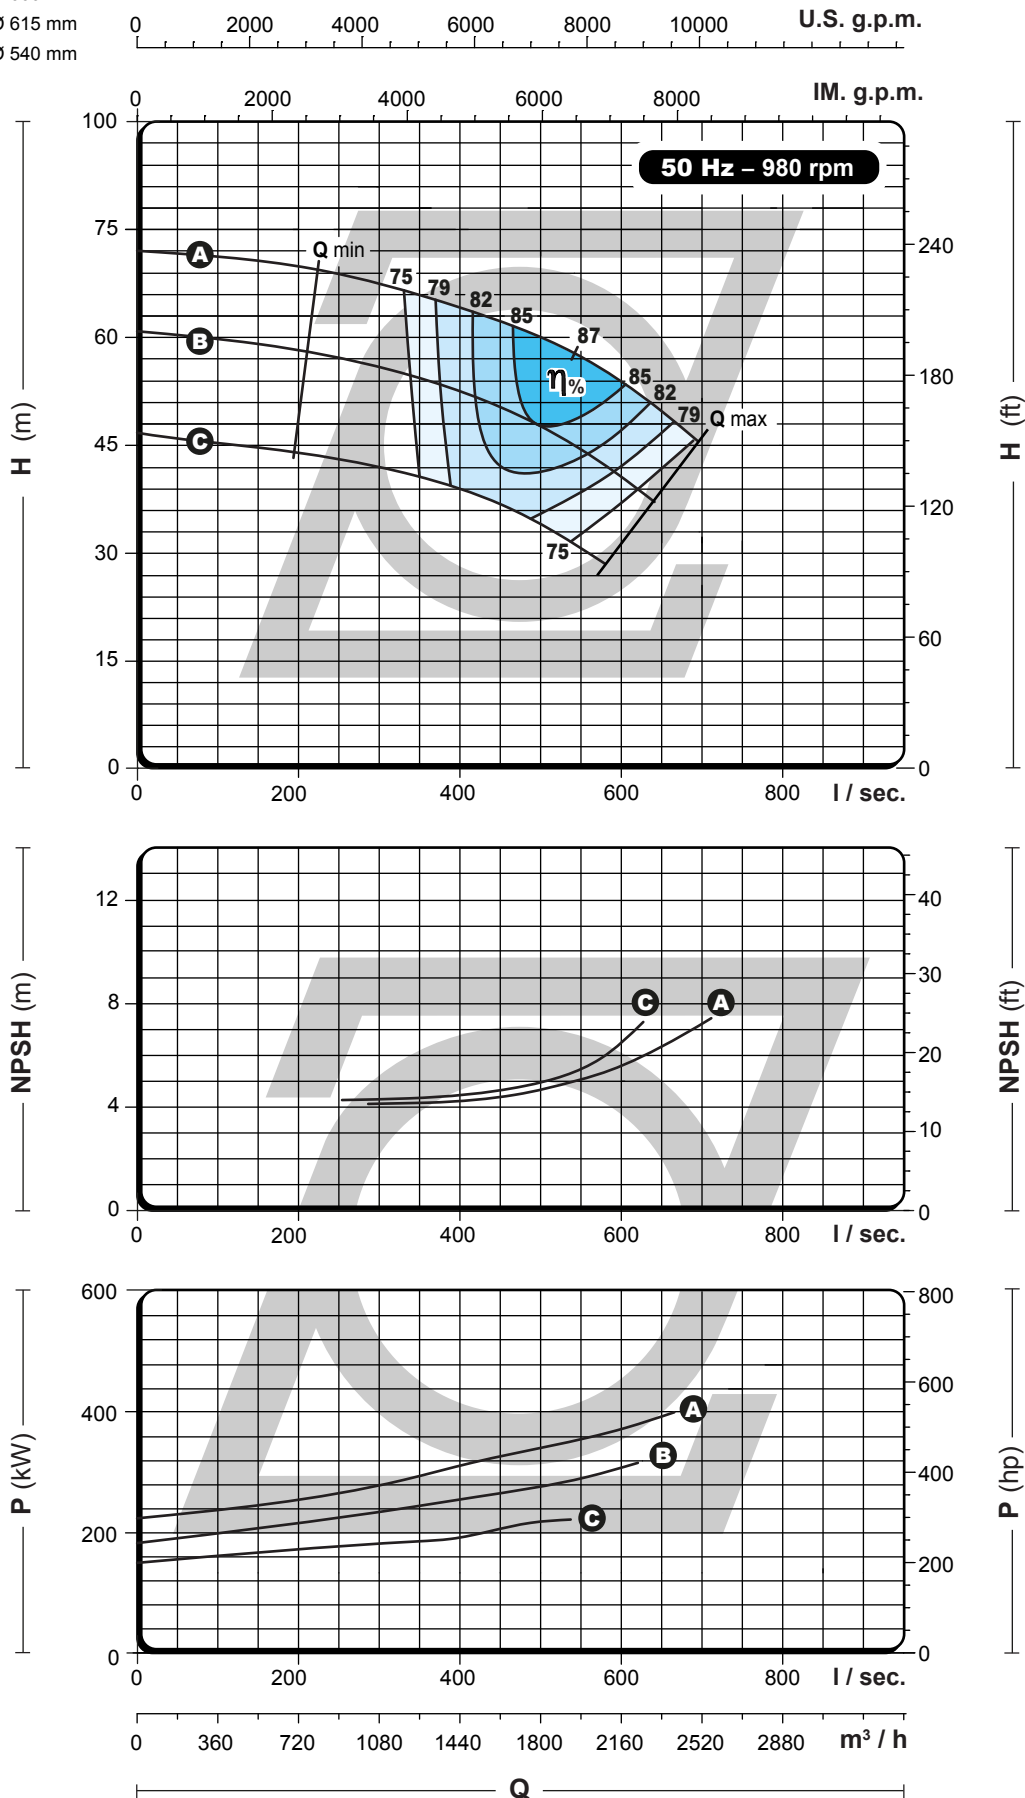 Ø 615 mm
Ø 540 mm
0 2000 4000 6000 8000 10000 U.S. g.p.m.
0 2000 4000 6000 8000 IM. g.p.m.
50 Hz – 980 rpm
H (m)
100
75
60
45
30
15
0
H (ft)
240
180
120
60
0
A
B
C
Q min
75
79
82
85
87
η%
85
82
79
Q max
75
0 200 400 600 800 l / sec.
NPSH (m)
12
8
4
0
NPSH (ft)
40
30
20
10
0
C A
0 200 400 600 800 l / sec.
P (kW)
600
400
200
0
P (hp)
800
600
400
200
0
A
B
C
0 200 400 600 800 l / sec.
0 360 720 1080 1440 1800 2160 2520 2880 m³ / h
Q